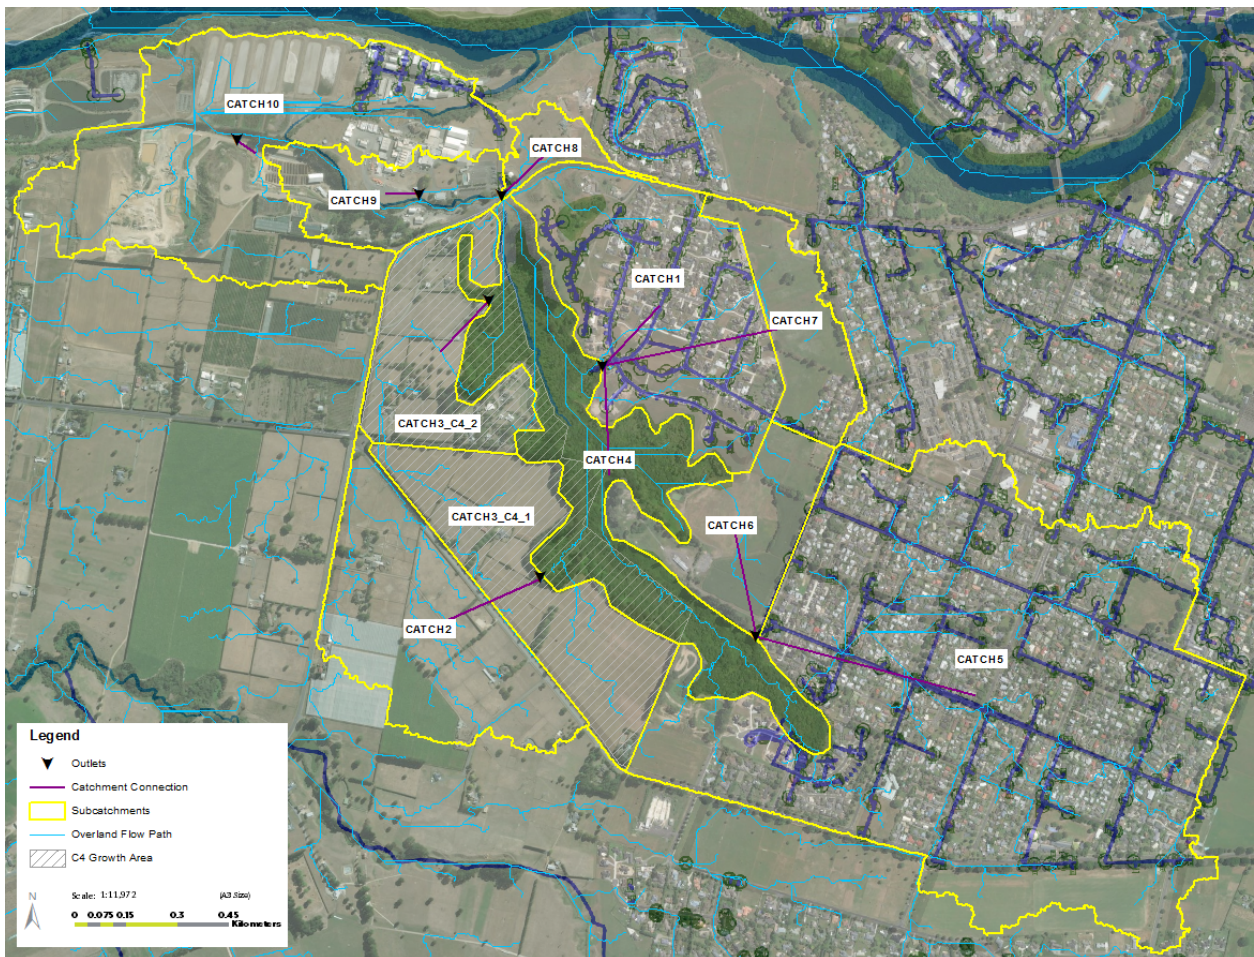 CATCH10
CATCH8
CATCH9
CATCH1
CATCH7
CATCH3_C4_2
CATCH4
CATCH3_C4_1
CATCH6
CATCH2
CATCH5
Legend
Outlets
Catchment Connection
Subcatchments
Overland Flow Path
C4 Growth Area
N
Scale: 1:11,972 (A3 Size)
0 0.075 0.15 0.3 0.45
Kilometers